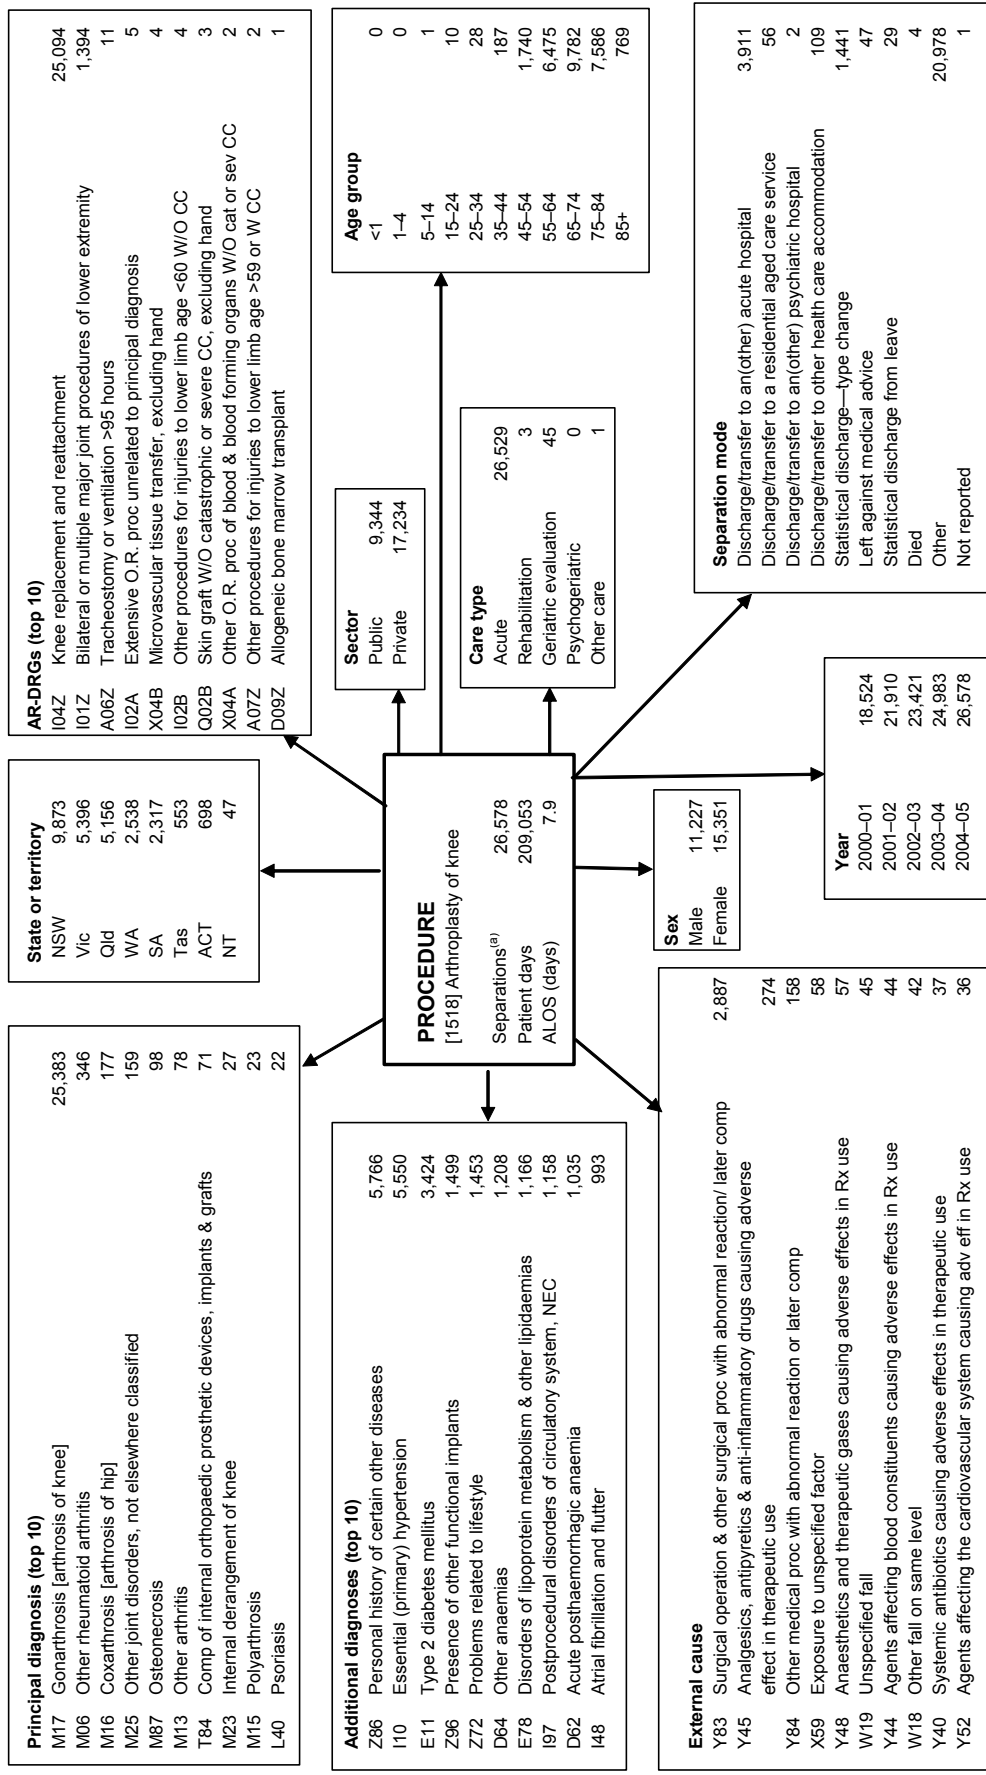 Principal diagnosis (top 10)
M17 Gonarthrosis [arthrosis of knee] 25,383
M06 Other rheumatoid arthritis 346
M16 Coxarthrosis [arthrosis of hip] 177
M25 Other joint disorders, not elsewhere classified 159
M87 Osteonecrosis 98
M13 Other arthritis 78
T84 Comp of internal orthopaedic prosthetic devices, implants & grafts 71
M23 Internal derangement of knee 27
M15 Polyarthrosis 23
L40 Psoriasis 22
State or territory
NSW 9,873
Vic 5,396
Qld 5,156
WA 2,538
SA 2,317
Tas 553
ACT 698
NT 47
AR-DRGs (top 10)
I04Z Knee replacement and reattachment 25,094
I01Z Bilateral or multiple major joint procedures of lower extremity 1,394
A06Z Tracheostomy or ventilation >95 hours 11
I02A Extensive O.R. proc unrelated to principal diagnosis 5
X04B Microvascular tissue transfer, excluding hand 4
I02B Other procedures for injuries to lower limb age <60 W/O CC 4
Q02B Skin graft W/O catastrophic or severe CC, excluding hand 3
X04A Other O.R. proc of blood & blood forming organs W/O cat or sev CC 2
A07Z Other procedures for injuries to lower limb age >59 or W CC 2
D09Z Allogeneic bone marrow transplant 1
Additional diagnoses (top 10)
Z86 Personal history of certain other diseases 5,766
I10 Essential (primary) hypertension 5,550
E11 Type 2 diabetes mellitus 3,424
Z96 Presence of other functional implants 1,499
Z72 Problems related to lifestyle 1,453
D64 Other anaemias 1,208
E78 Disorders of lipoprotein metabolism & other lipidaemias 1,166
I97 Postprocedural disorders of circulatory system, NEC 1,158
D62 Acute posthaemorrhagic anaemia 1,035
I48 Atrial fibrillation and flutter 993
PROCEDURE
[1518] Arthroplasty of knee
Separations(a) 26,578
Patient days 209,053
ALOS (days) 7.9
Sector
Public 9,344
Private 17,234
Age group
<1 0
1–4 0
5–14 1
15–24 10
25–34 28
35–44 187
45–54 1,740
55–64 6,475
65–74 9,782
75–84 7,586
85+ 769
Care type
Acute 26,529
Rehabilitation 3
Geriatric evaluation 45
Psychogeriatric 0
Other care 1
External cause
Y83 Surgical operation & other surgical proc with abnormal reaction/ later comp 2,887
Y45 Analgesics, antipyretics & anti-inflammatory drugs causing adverse
effect in therapeutic use 274
Y84 Other medical proc with abnormal reaction or later comp 158
X59 Exposure to unspecified factor 58
Y48 Anaesthetics and therapeutic gases causing adverse effects in Rx use 57
W19 Unspecified fall 45
Y44 Agents affecting blood constituents causing adverse effects in Rx use 44
W18 Other fall on same level 42
Y40 Systemic antibiotics causing adverse effects in therapeutic use 37
Y52 Agents affecting the cardiovascular system causing adv eff in Rx use 36
Sex
Male 11,227
Female 15,351
Year
2000–01 18,524
2001–02 21,910
2002–03 23,421
2003–04 24,983
2004–05 26,578
Separation mode
Discharge/transfer to an(other) acute hospital 3,911
Discharge/transfer to a residential aged care service 56
Discharge/transfer to an(other) psychiatric hospital 2
Discharge/transfer to other health care accommodation 109
Statistical discharge—type change 1,441
Left against medical advice 47
Statistical discharge from leave 29
Died 4
Other 20,978
Not reported 1